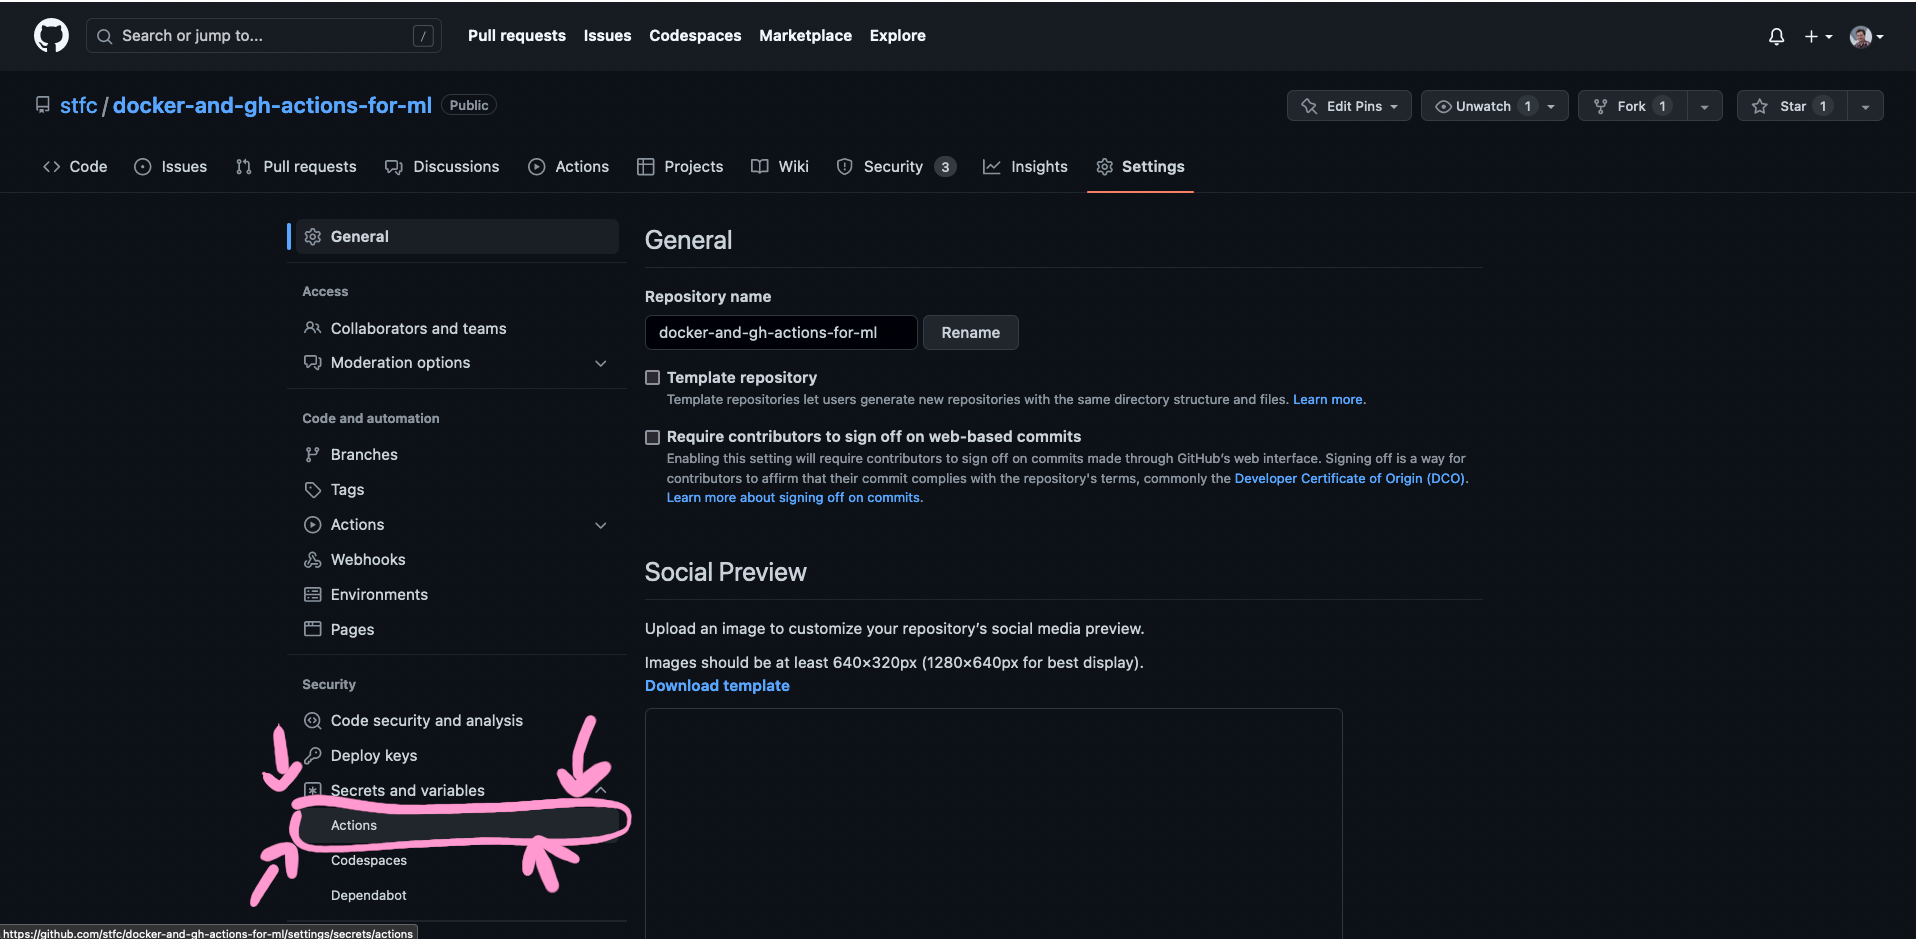 Search or jump to... /
Pull requests Issues Codespaces Marketplace Explore
stfc / docker-and-gh-actions-for-ml Public
Edit Pins Unwatch 1 Fork 1 Star 1
Code Issues Pull requests Discussions Actions Projects Wiki Security 3 Insights Settings
General
Access
Collaborators and teams
Moderation options
Code and automation
Branches
Tags
Actions
Webhooks
Environments
Pages
Security
Code security and analysis
Deploy keys
Secrets and variables
Actions
Codespaces
Dependabot
General
Repository name
docker-and-gh-actions-for-ml Rename
Template repository
Template repositories let users generate new repositories with the same directory structure and files. Learn more.
Require contributors to sign off on web-based commits
Enabling this setting will require contributors to sign off on commits made through GitHub's web interface. Signing off is a way for
contributors to affirm that their commit complies with the repository's terms, commonly the Developer Certificate of Origin (DCO).
Learn more about signing off on commits.
Social Preview
Upload an image to customize your repository's social media preview.
Images should be at least 640×320px (1280×640px for best display).
Download template
https://github.com/stfc/docker-and-gh-actions-for-ml/settings/secrets/actions